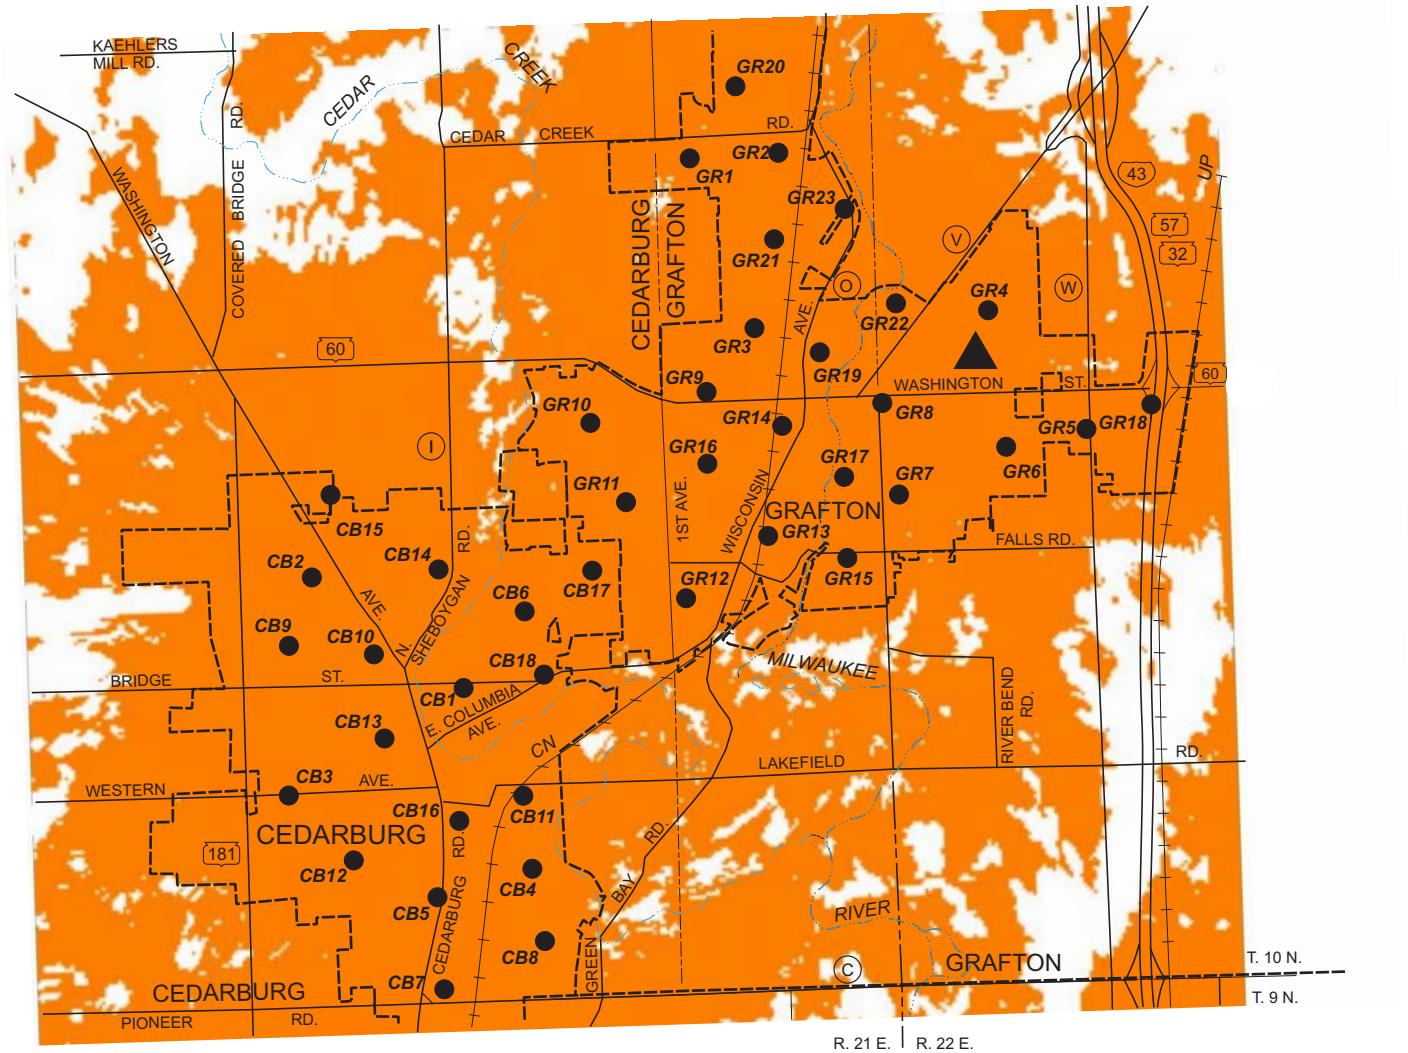 KAEHLERS
MILL RD.
COVERED BRIDGE RD.
CEDAR CREEK
WASHINGTON AVE.
CEDAR CREEK RD.
GR20
GR2
GR1
GR23
GR21
CEDARBURG
GRAFTON
43
UP
57
32
V
W
O
GR4
GR22
GR3
AVE.
60
GR19
GR9
WASHINGTON ST.
60
GR10
GR14
GR8
GR5
GR18
I
GR16
GR17
GR6
GR11
GR7
1ST AVE.
WISCONSIN
GRAFTON
CB15
GR13
FALLS RD.
CB14
RD.
CB2
CB17
GR12
GR15
CB6
AVE.
N.
SHEBOYGAN
CB9
CB10
CB18
MILWAUKEE
BRIDGE ST.
CB1
E. COLUMBIA
AVE.
RIVER BEND
RD.
CB13
CN
LAKEFIELD RD.
CB3
WESTERN AVE.
CB16
CB11
CEDARBURG
RD.
RD.
181
CB12
CB4
BAY
CB5
CEDARBURG
RIVER
CB8
GREEN
C
GRAFTON
T. 10 N.
CB7
CEDARBURG
T. 9 N.
PIONEER RD.
R. 21 E.
R. 22 E.